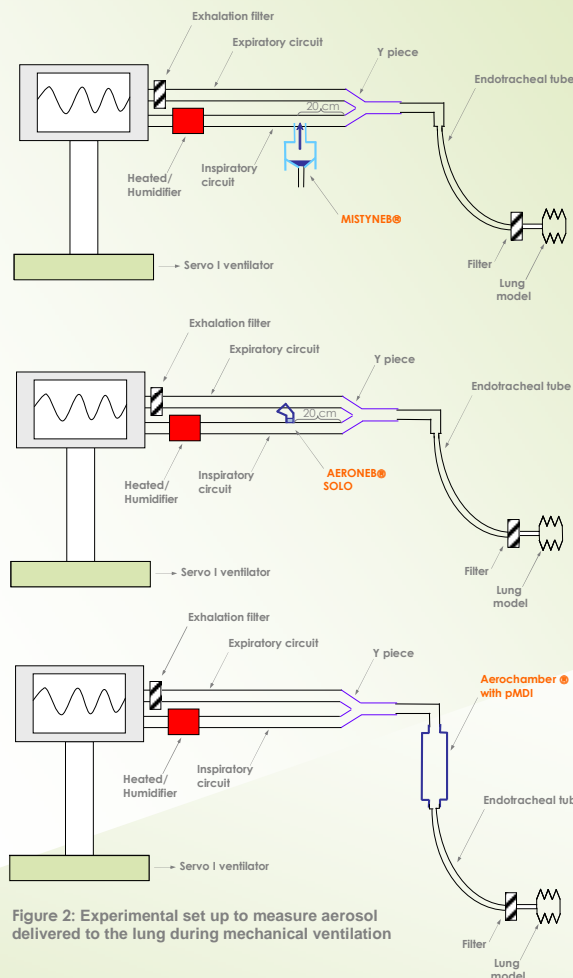 Exhalation filter
Expiratory circuit
Y piece
Endotracheal tube
20 cm
Heated/
Humidifier
Inspiratory
circuit
MISTYNEB®
Servo I ventilator
Filter
Lung
model
Exhalation filter
Expiratory circuit
Y piece
Endotracheal tube
20 cm
Heated/
Humidifier
Inspiratory
circuit
AERONEB®
SOLO
Servo I ventilator
Filter
Lung
model
Exhalation filter
Expiratory circuit
Y piece
Aerochamber ®
with pMDI
Heated/
Humidifier
Inspiratory
circuit
Endotracheal tub
Servo I ventilator
Filter
Lung
model
Figure 2: Experimental set up to measure aerosol
delivered to the lung during mechanical ventilation